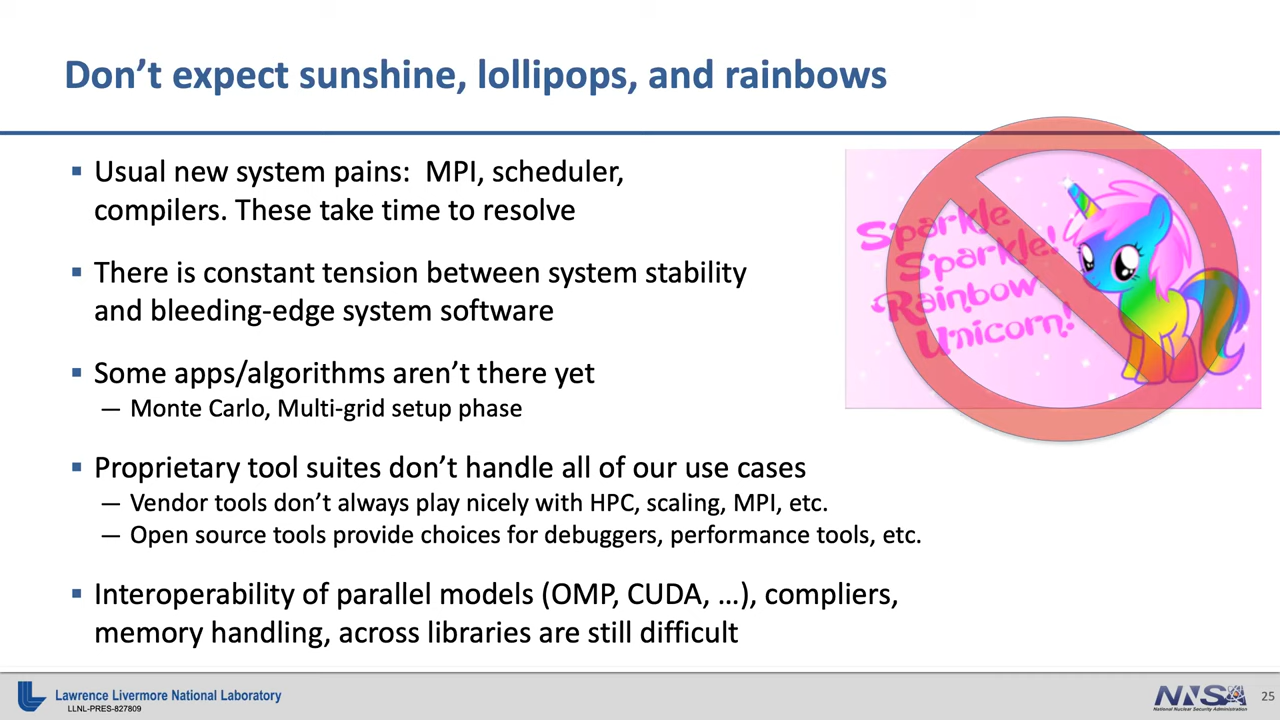 Don't expect sunshine, lollipops, and rainbows
▪ Usual new system pains:  MPI, scheduler,
compilers. These take time to resolve
▪ There is constant tension between system stability
and bleeding-edge system software
▪ Some apps/algorithms aren't there yet
— Monte Carlo, Multi-grid setup phase
▪ Proprietary tool suites don't handle all of our use cases
— Vendor tools don't always play nicely with HPC, scaling, MPI, etc.
— Open source tools provide choices for debuggers, performance tools, etc.
▪ Interoperability of parallel models (OMP, CUDA, …), compliers,
memory handling, across libraries are still difficult
Sparkle
Sparkle!
Rainbow
Unicorn!
Lawrence Livermore National Laboratory
LLNL-PRES-827809
NNSA
National Nuclear Security Administration
25